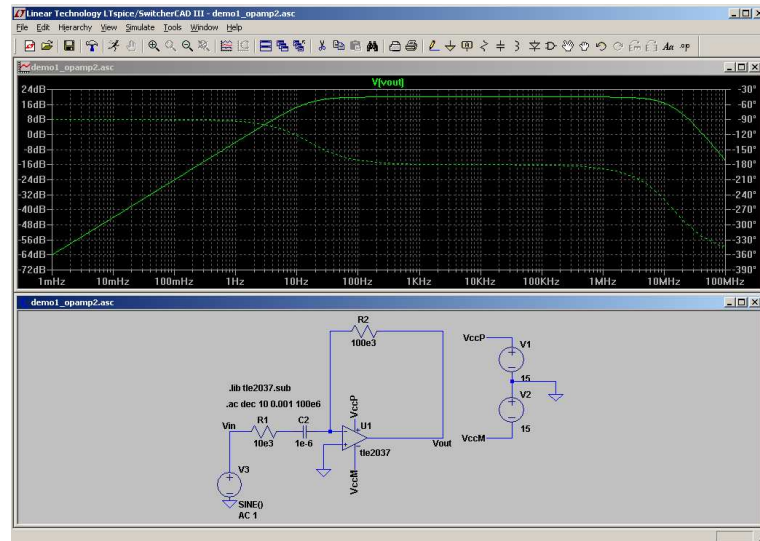 Linear Technology LTspice/SwitcherCAD III - demo1_opamp2.asc
File Edit Hierarchy View Simulate Tools Window Help
demo1_opamp2.asc
V[vout]
24dB
16dB
8dB
0dB
-8dB
-16dB
-24dB
-32dB
-40dB
-48dB
-56dB
-64dB
-72dB
-30°
-60°
-90°
-120°
-150°
-180°
-210°
-240°
-270°
-300°
-330°
-360°
-390°
1mHz 10mHz 100mHz 1Hz 10Hz 100Hz 1KHz 10KHz 100KHz 1MHz 10MHz 100MHz
demo1_opamp2.asc
R2
100e3
VccP
V1
15
V2
15
VccM
.lib tle2037.sub
.ac dec 10 0.001 100e6
VccP
Vin
R1
10e3
C2
1e-6
U1
tle2037
Vout
VccM
V3
SINE()
AC 1